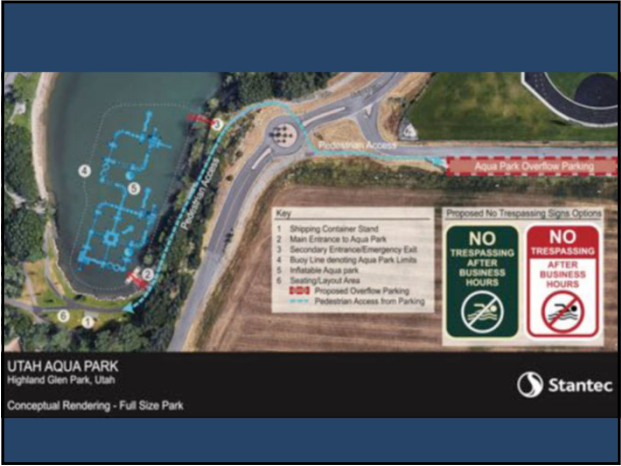 3
4
5
2
6
1
Pedestrian Access
Pedestrian Access
Aqua Park Overflow Parking
Key
1 Shipping Container Stand
2 Main Entrance to Aqua Park
3 Secondary Entrance/Emergency Exit
4 Buoy Line denoting Aqua Park Limits
5 Inflatable Aqua park
6 Seating/Layout Area
Proposed Overflow Parking
Pedestrian Access from Parking
Proposed No Trespassing Signs Options
NO
TRESPASSING
AFTER
BUSINESS
HOURS
NO
TRESPASSING
AFTER
BUSINESS
HOURS
UTAH AQUA PARK
Highland Glen Park, Utah
Conceptual Rendering - Full Size Park
Stantec